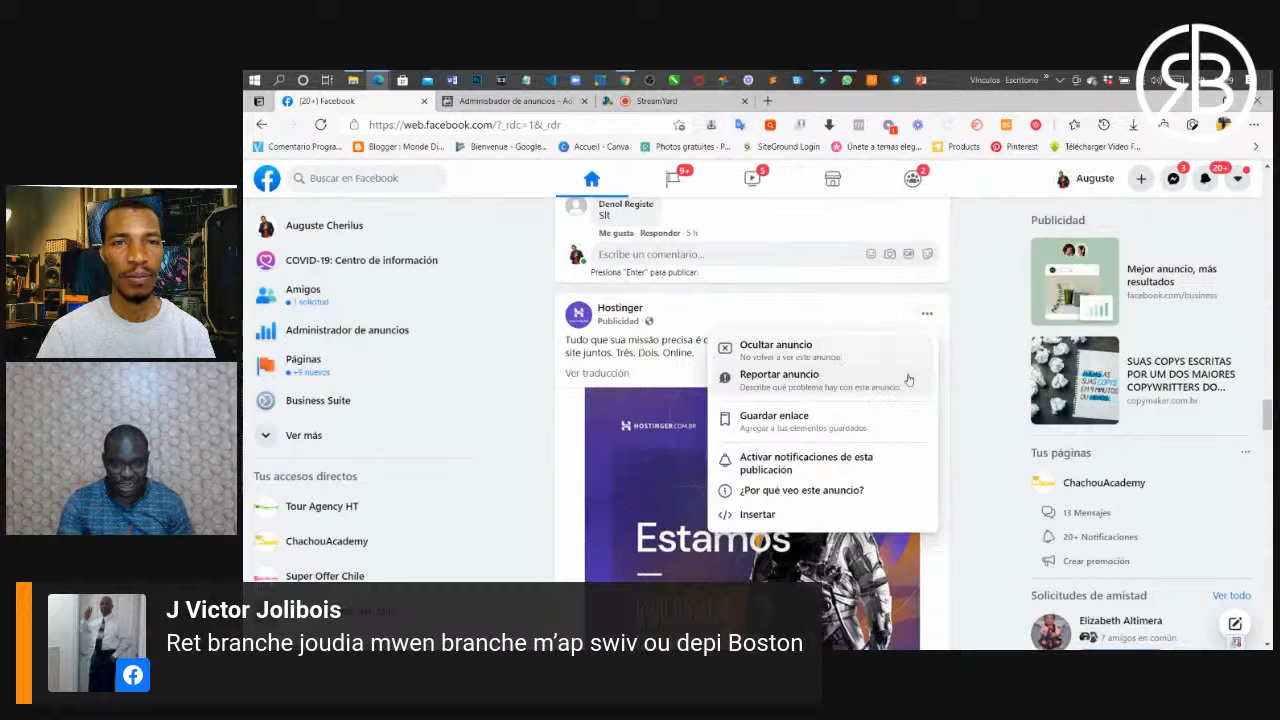 RB
Vínculos
Escritorio
(20+) Facebook
Administrador de anuncios - Ad
StreamYard
https://web.facebook.com/?_rdc=1&_rdr
Comentario Progra...
Blogger : Monde Di...
Bienvenue - Google...
Accueil - Canva
Photos gratuites - P...
SiteGround Login
Únete a temas eleg...
Products
Pinterest
Télécharger Video F...
Buscar en Facebook
9+
5
2
Auguste
3
20+
Auguste Cherilus
COVID-19: Centro de información
Amigos
1 solicitud
Administrador de anuncios
Páginas
+9 nuevos
Business Suite
Ver más
Tus accesos directos
Tour Agency HT
ChachouAcademy
Super Offer Chile
Denol Registe
Slt
Me gusta · Responder · 5 h
Escribe un comentario...
Presiona "Enter" para publicar.
Hostinger
Publicidad ·
Tudo que sua missão precisa é d
site juntos. Três. Dois. Online.
Ver traducción
HOSTINGER.COM.BR
Estamos
Ocultar anuncio
No volver a ver este anuncio.
Reportar anuncio
Describe qué problema hay con este anuncio.
Guardar enlace
Agregar a tus elementos guardados
Activar notificaciones de esta
publicación
¿Por qué veo este anuncio?
Insertar
Publicidad
Mejor anuncio, más
resultados
facebook.com/business
SUAS COPYS ESCRITAS
POR UM DOS MAIORES
COPYWRITERS DO...
copymaker.com.br
Tus páginas
ChachouAcademy
13 Mensajes
20+ Notificaciones
Crear promoción
Solicitudes de amistad
Ver todo
Elizabeth Altimera
7 amigos en común
J Victor Jolibois
Ret branche joudia mwen branche m'ap swiv ou depi Boston